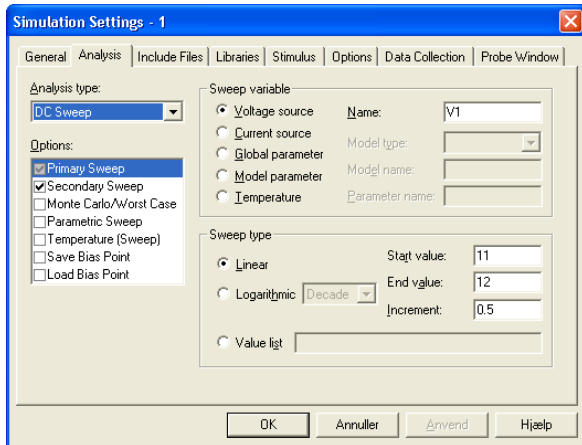 Simulation Settings - 1
General Analysis Include Files Libraries Stimulus Options Data Collection Probe Window
Analysis type:
DC Sweep
Options:
Primary Sweep
Secondary Sweep
Monte Carlo/Worst Case
Parametric Sweep
Temperature (Sweep)
Save Bias Point
Load Bias Point
Sweep variable
Voltage source
Current source
Global parameter
Model parameter
Temperature
Name: V1
Model type:
Model name:
Parameter name:
Sweep type
Linear
Logarithmic Decade
Value list
Start value: 11
End value: 12
Increment: 0.5
OK Annuller Anvend Hjælp